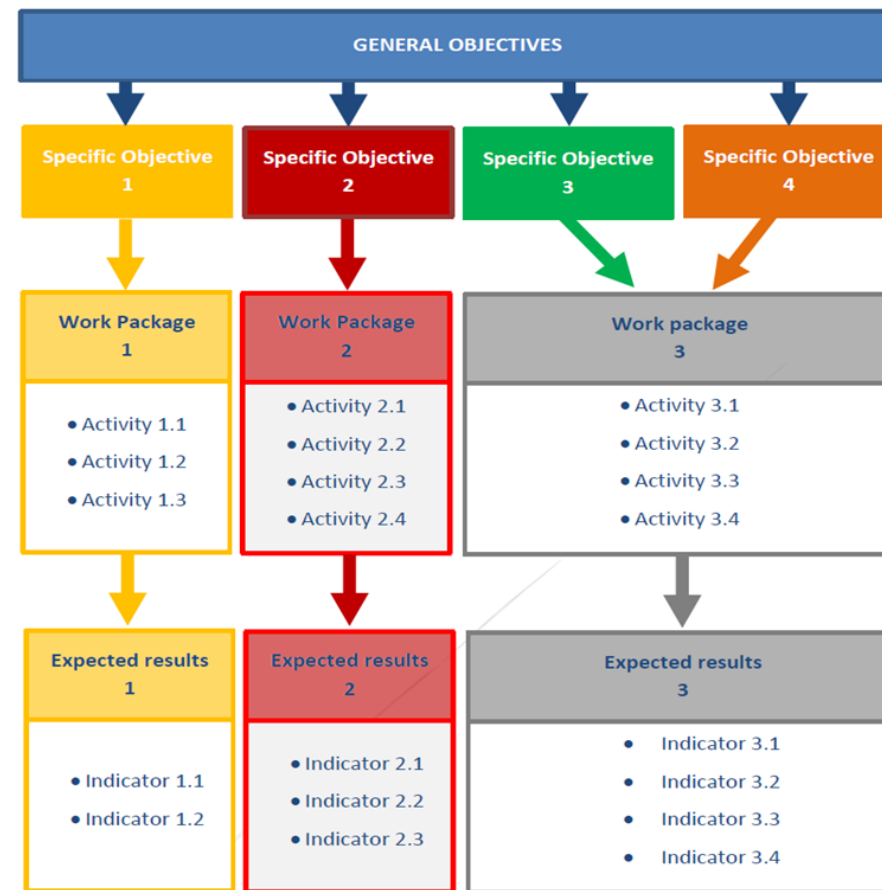 GENERAL OBJECTIVES
Specific Objective
1
Specific Objective
2
Specific Objective
3
Specific Objective
4
Work Package
1
• Activity 1.1
• Activity 1.2
• Activity 1.3
Work Package
2
• Activity 2.1
• Activity 2.2
• Activity 2.3
• Activity 2.4
Work package
3
• Activity 3.1
• Activity 3.2
• Activity 3.3
• Activity 3.4
Expected results
1
• Indicator 1.1
• Indicator 1.2
Expected results
2
• Indicator 2.1
• Indicator 2.2
• Indicator 2.3
Expected results
3
• Indicator 3.1
• Indicator 3.2
• Indicator 3.3
• Indicator 3.4